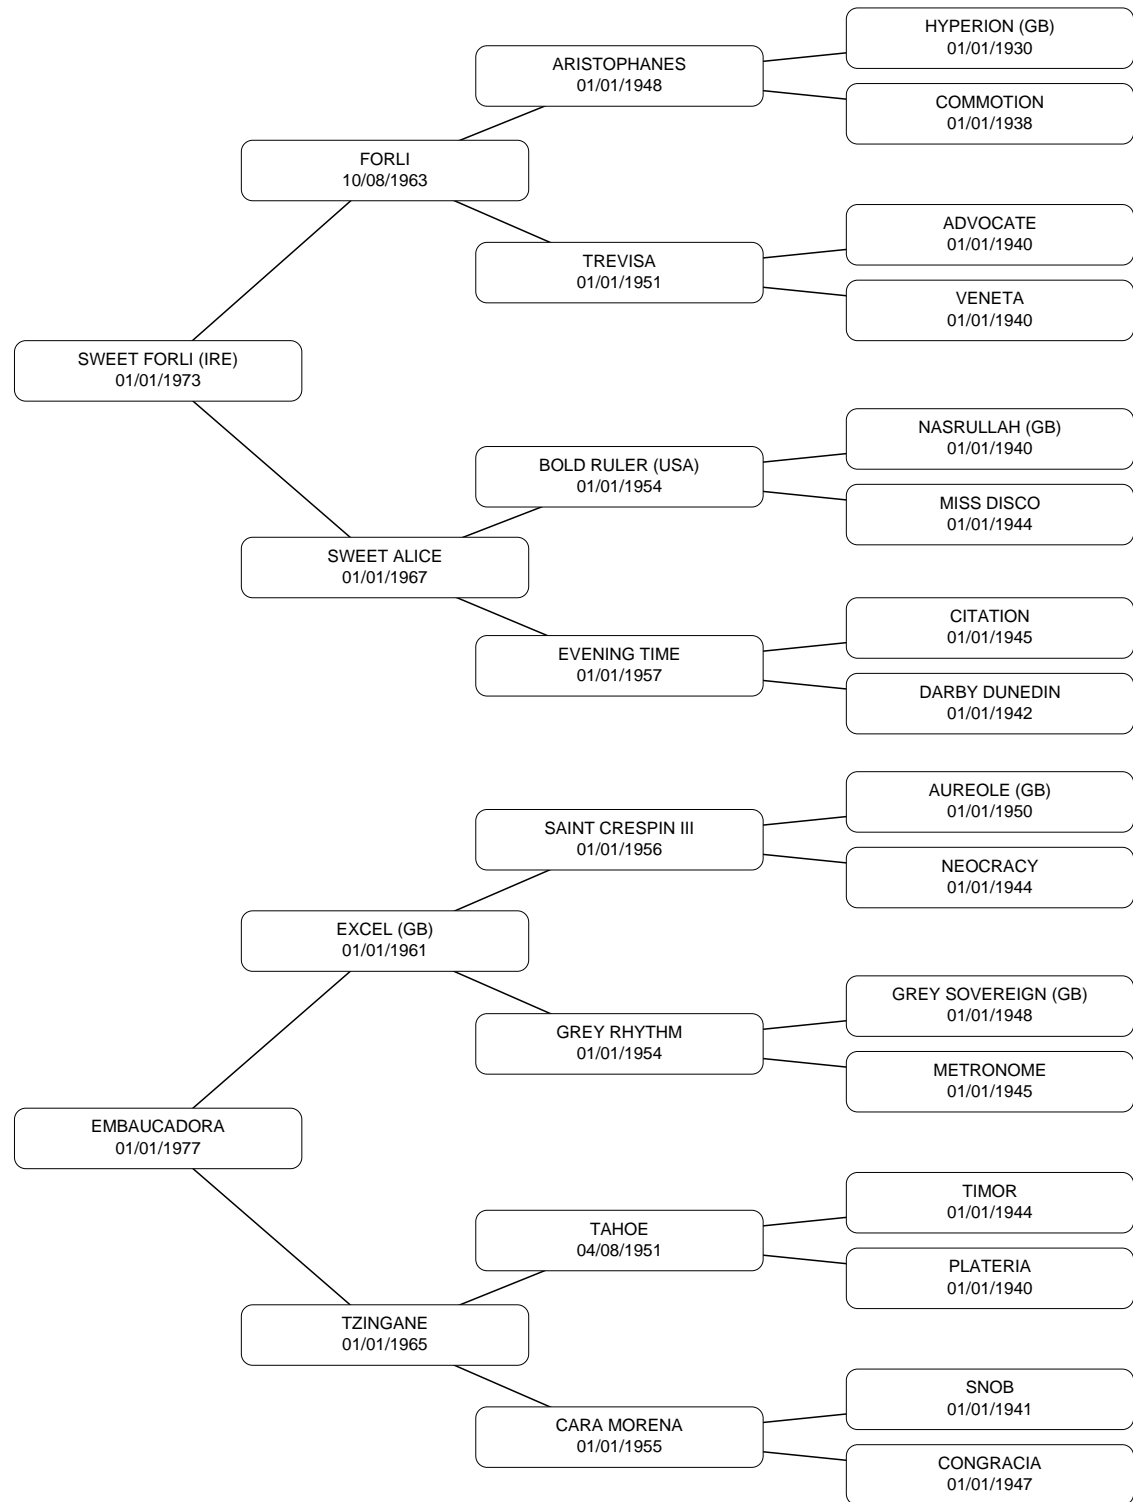 HYPERION (GB)
01/01/1930
ARISTOPHANES
01/01/1948
COMMOTION
01/01/1938
FORLI
10/08/1963
ADVOCATE
01/01/1940
TREVISA
01/01/1951
VENETA
01/01/1940
SWEET FORLI (IRE)
01/01/1973
NASRULLAH (GB)
01/01/1940
BOLD RULER (USA)
01/01/1954
MISS DISCO
01/01/1944
SWEET ALICE
01/01/1967
CITATION
01/01/1945
EVENING TIME
01/01/1957
DARBY DUNEDIN
01/01/1942
AUREOLE (GB)
01/01/1950
SAINT CRESPIN III
01/01/1956
NEOCRACY
01/01/1944
EXCEL (GB)
01/01/1961
GREY SOVEREIGN (GB)
01/01/1948
GREY RHYTHM
01/01/1954
METRONOME
01/01/1945
EMBAUCADORA
01/01/1977
TIMOR
01/01/1944
TAHOE
04/08/1951
PLATERIA
01/01/1940
TZINGANE
01/01/1965
SNOB
01/01/1941
CARA MORENA
01/01/1955
CONGRACIA
01/01/1947